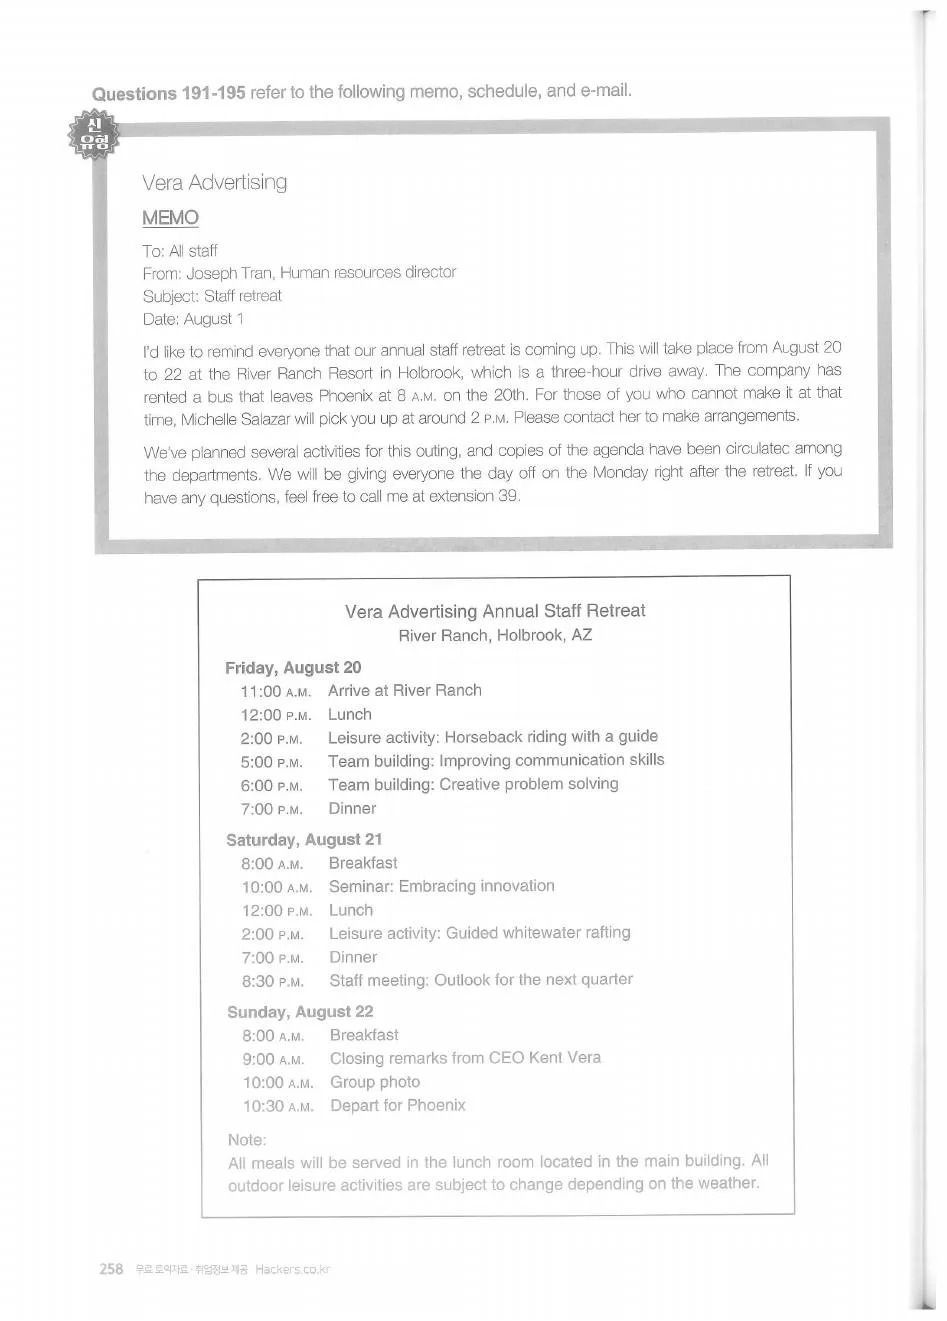 Questions 191-195 refer to the following memo, schedule, and e-mail.
신
유형
Vera Advertising
MEMO
To: All staff
From: Joseph Tran, Human resources director
Subject: Staff retreat
Date: August 1
I'd like to remind everyone that our annual staff retreat is coming up. This will take place from August 20
to 22 at the River Ranch Resort in Holbrook, which is a three-hour drive away. The company has
rented a bus that leaves Phoenix at 8 A.M. on the 20th. For those of you who cannot make it at that
time, Michelle Salazar will pick you up at around 2 P.M. Please contact her to make arrangements.
We've planned several activities for this outing, and copies of the agenda have been circulatec among
the departments. We will be giving everyone the day off on the Monday right after the retreat. If you
have any questions, feel free to call me at extension 39.
Vera Advertising Annual Staff Retreat
River Ranch, Holbrook, AZ
Friday, August 20
11:00 A.M. Arrive at River Ranch
12:00 P.M. Lunch
2:00 P.M. Leisure activity: Horseback riding with a guide
5:00 P.M. Team building: Improving communication skills
6:00 P.M. Team building: Creative problem solving
7:00 P.M. Dinner
Saturday, August 21
8:00 A.M. Breakfast
10:00 A.M. Seminar: Embracing innovation
12:00 P.M. Lunch
2:00 P.M. Leisure activity: Guided whitewater rafting
7:00 P.M. Dinner
8:30 P.M. Staff meeting: Outlook for the next quarter
Sunday, August 22
8:00 A.M. Breakfast
9:00 A.M. Closing remarks from CEO Kent Vera
10:00 A.M. Group photo
10:30 A.M. Depart for Phoenix
Note:
All meals will be served in the lunch room located in the main building. All
outdoor leisure activities are subject to change depending on the weather.
258 무료 토익자료·취업정보 제공 Hackers.co.kr